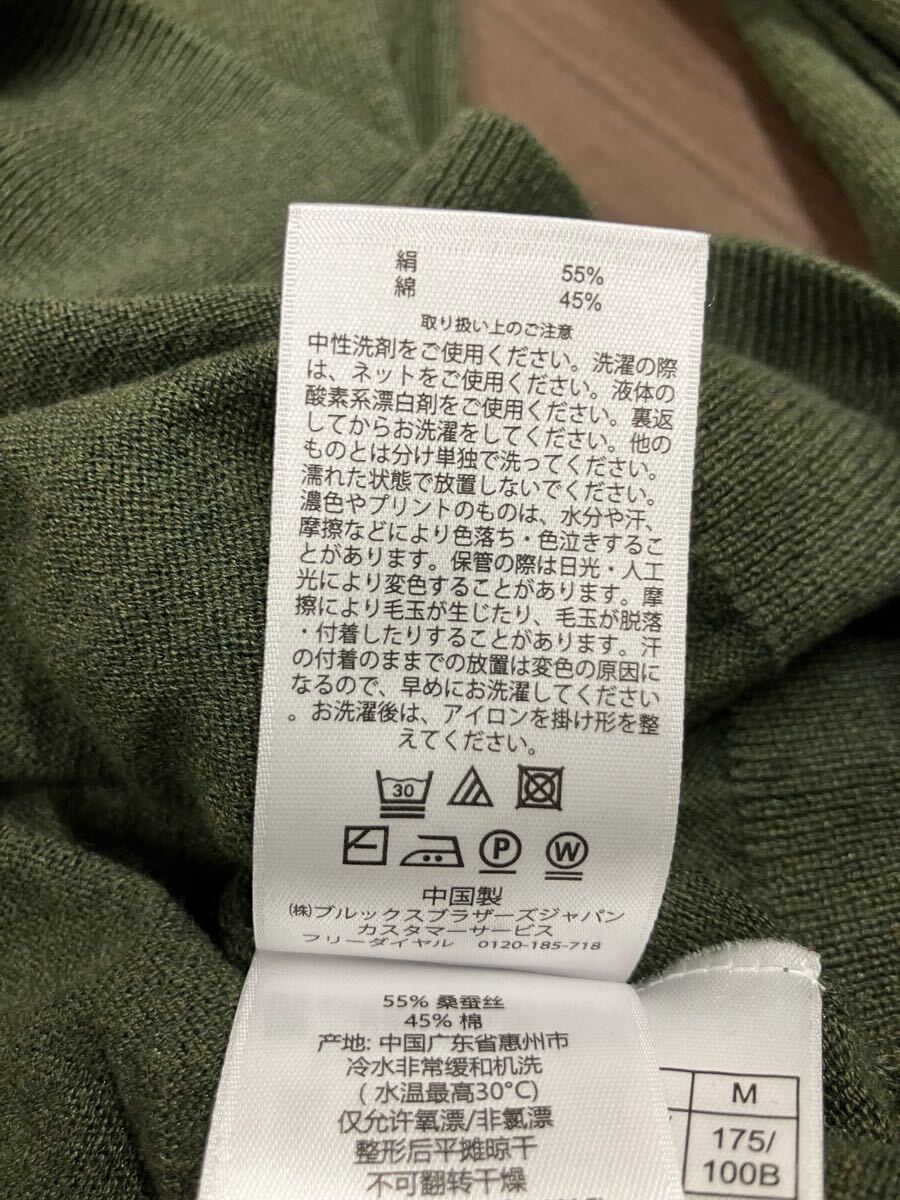 絹 55%
綿 45%
取り扱い上のご注意
中性洗剤をご使用ください。洗濯の際
は、ネットをご使用ください。液体の
酸素系漂白剤をご使用ください。裏返
してからお洗濯をしてください。他の
ものとは分け単独で洗ってください。
濡れた状態で放置しないでください。
濃色やプリントのものは、水分や汗、
摩擦などにより色落ち・色泣きするこ
とがあります。保管の際は日光・人工
光により変色することがあります。摩
擦により毛玉が生じたり、毛玉が脱落
・付着したりすることがあります。汗
の付着のままでの放置は変色の原因に
なるので、早めにお洗濯してください
。お洗濯後は、アイロンを掛け形を整
えてください。
30
P W
中国製
㈱ブルックスブラザーズジャパン
カスタマーサービス
フリーダイヤル 0120-185-718
55% 桑蚕丝
45% 棉
产地: 中国广东省惠州市
冷水非常缓和机洗
( 水温最高30°C)
仅允许氧漂/非氯漂
整形后平摊晾干
不可翻转干燥
M
175/
100B